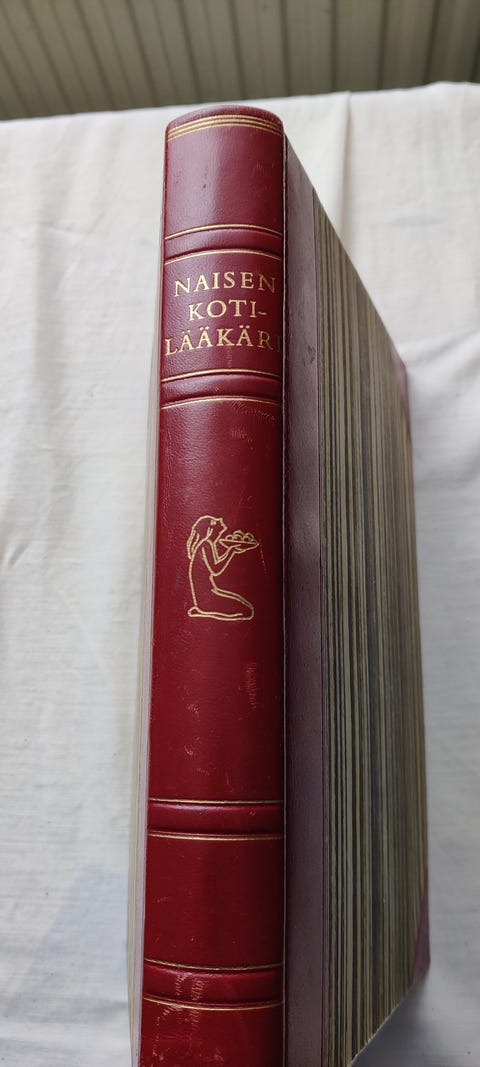 NAISEN
KOTI-
LÄÄKÄRI